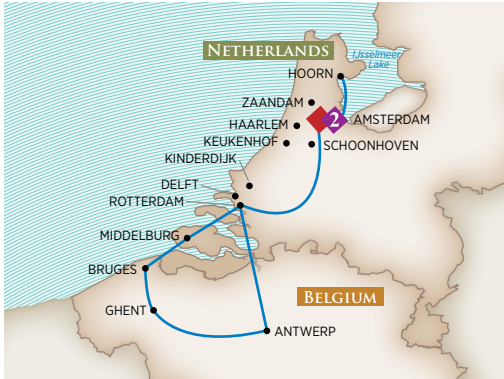 NETHERLANDS
IJsselmeer
Lake
HOORN
ZAANDAM
2
AMSTERDAM
HAARLEM
KEUKENHOF
SCHOONHOVEN
KINDERDIJK
DELFT
ROTTERDAM
MIDDELBURG
BRUGES
BELGIUM
GHENT
ANTWERP